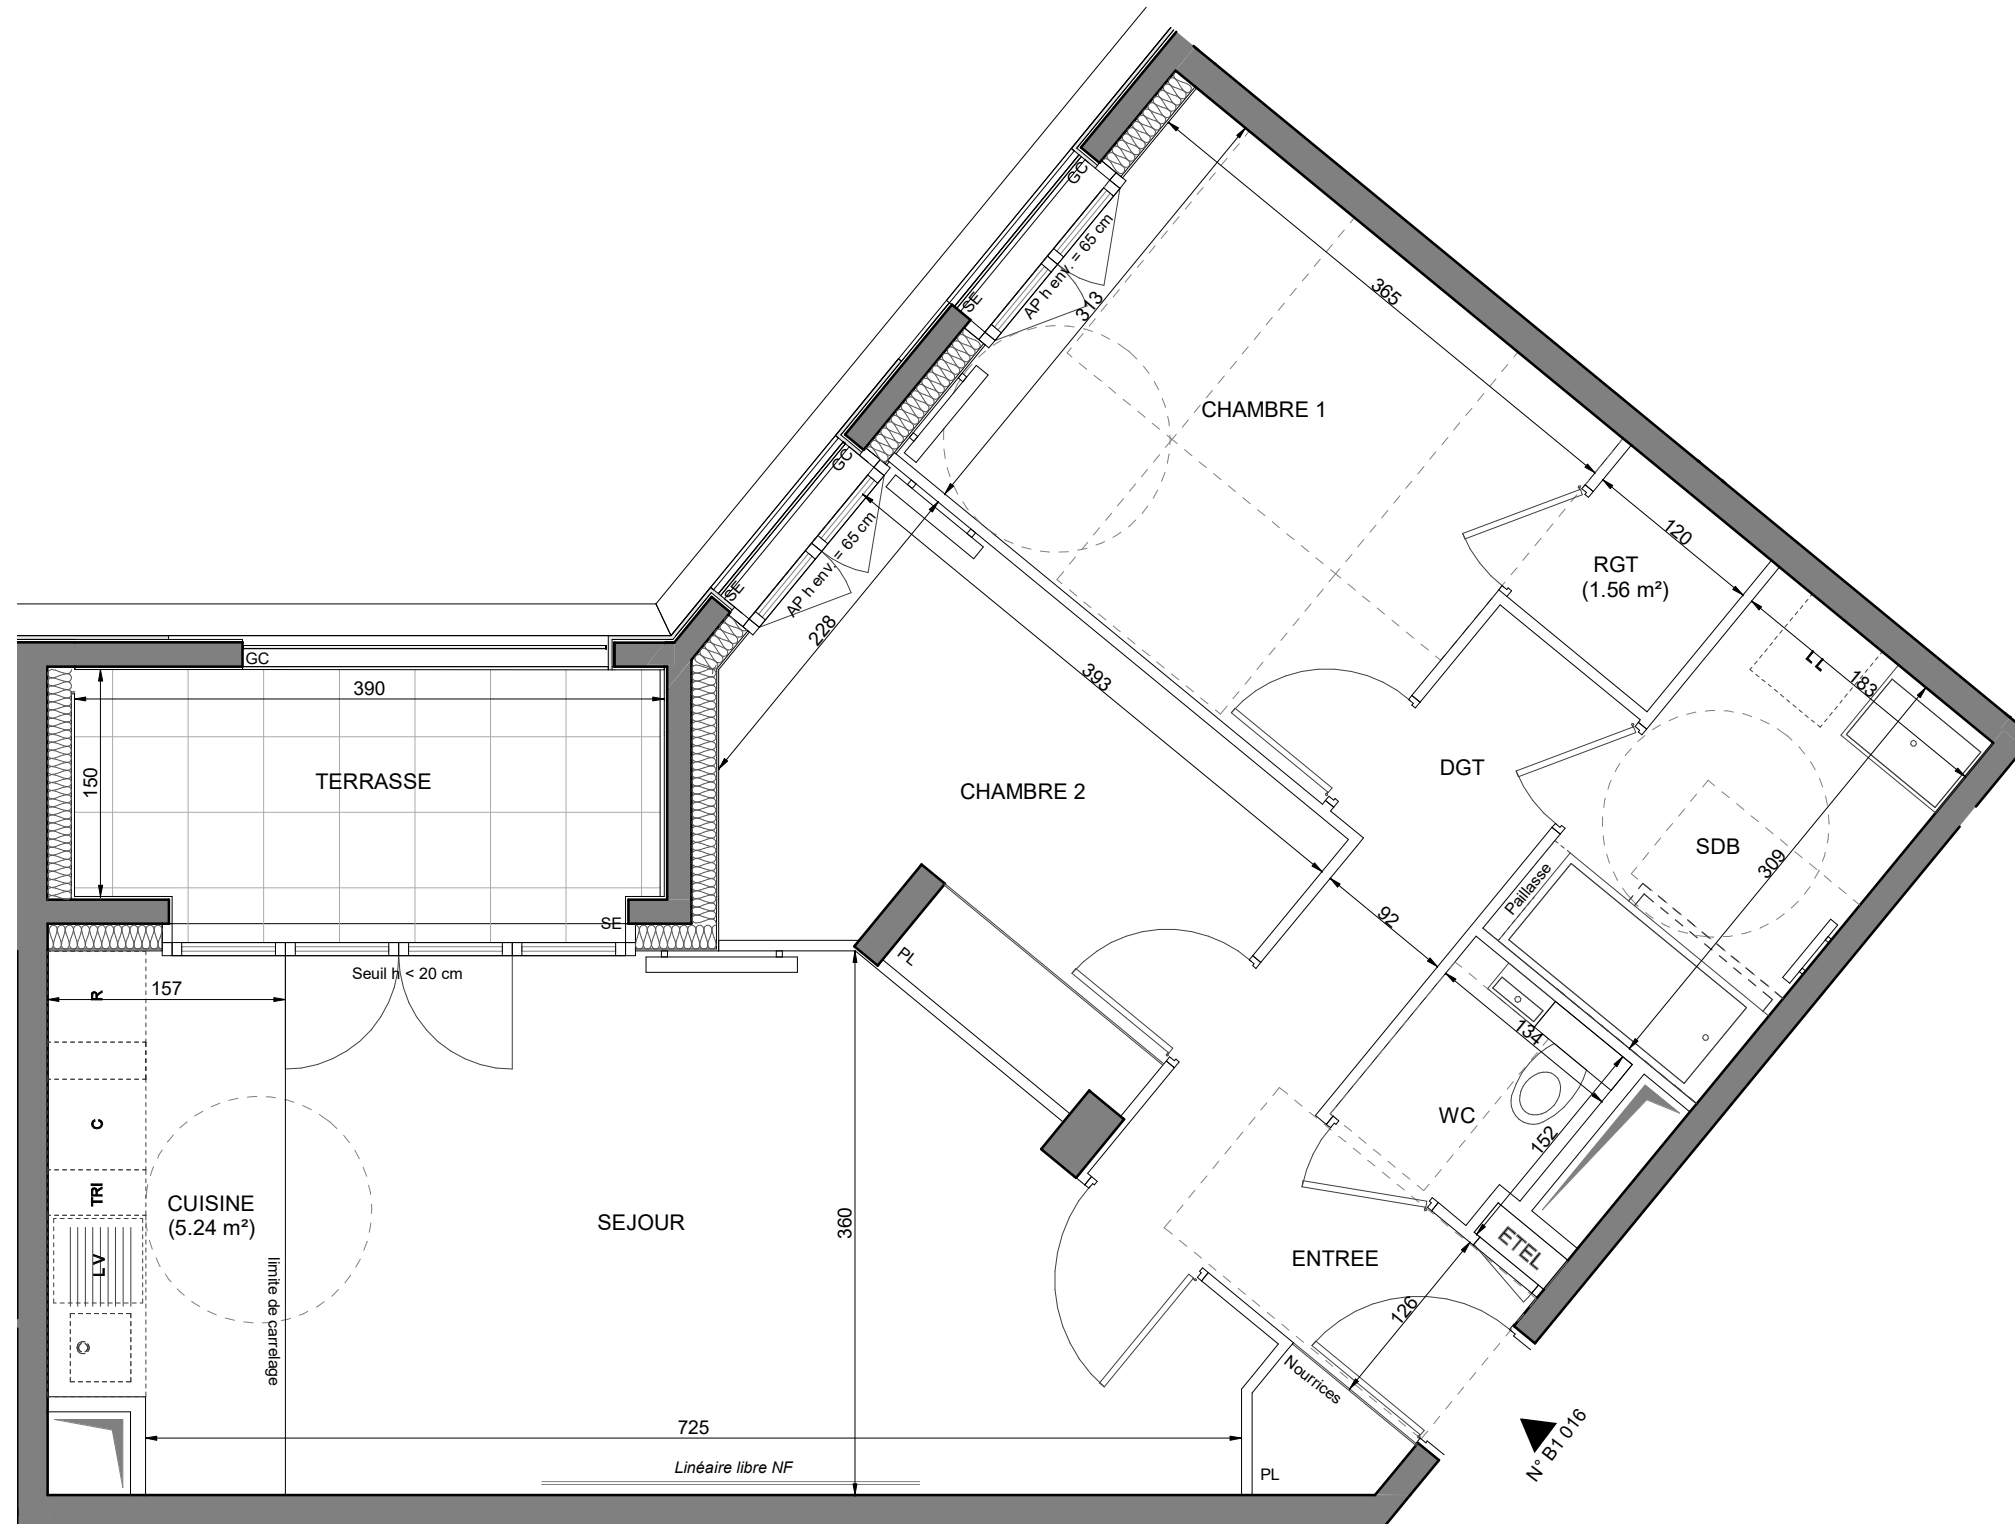 GC
AP h env. = 65 cm
SE
313
365
CHAMBRE 1
GC
AP h env. = 65 cm
SE
228
393
120
RGT
(1.56 m²)
LL
183
GC
390
150
TERRASSE
SE
CHAMBRE 2
DGT
SDB
309
Paillasse
92
PL
Seuil h < 20 cm
157
R
C
TRI
LV
CUISINE
(5.24 m²)
limite de carrelage
SEJOUR
360
134
WC
152
ETEL
ENTREE
126
Nourrices
725
Linéaire libre NF
PL
N° B1 016